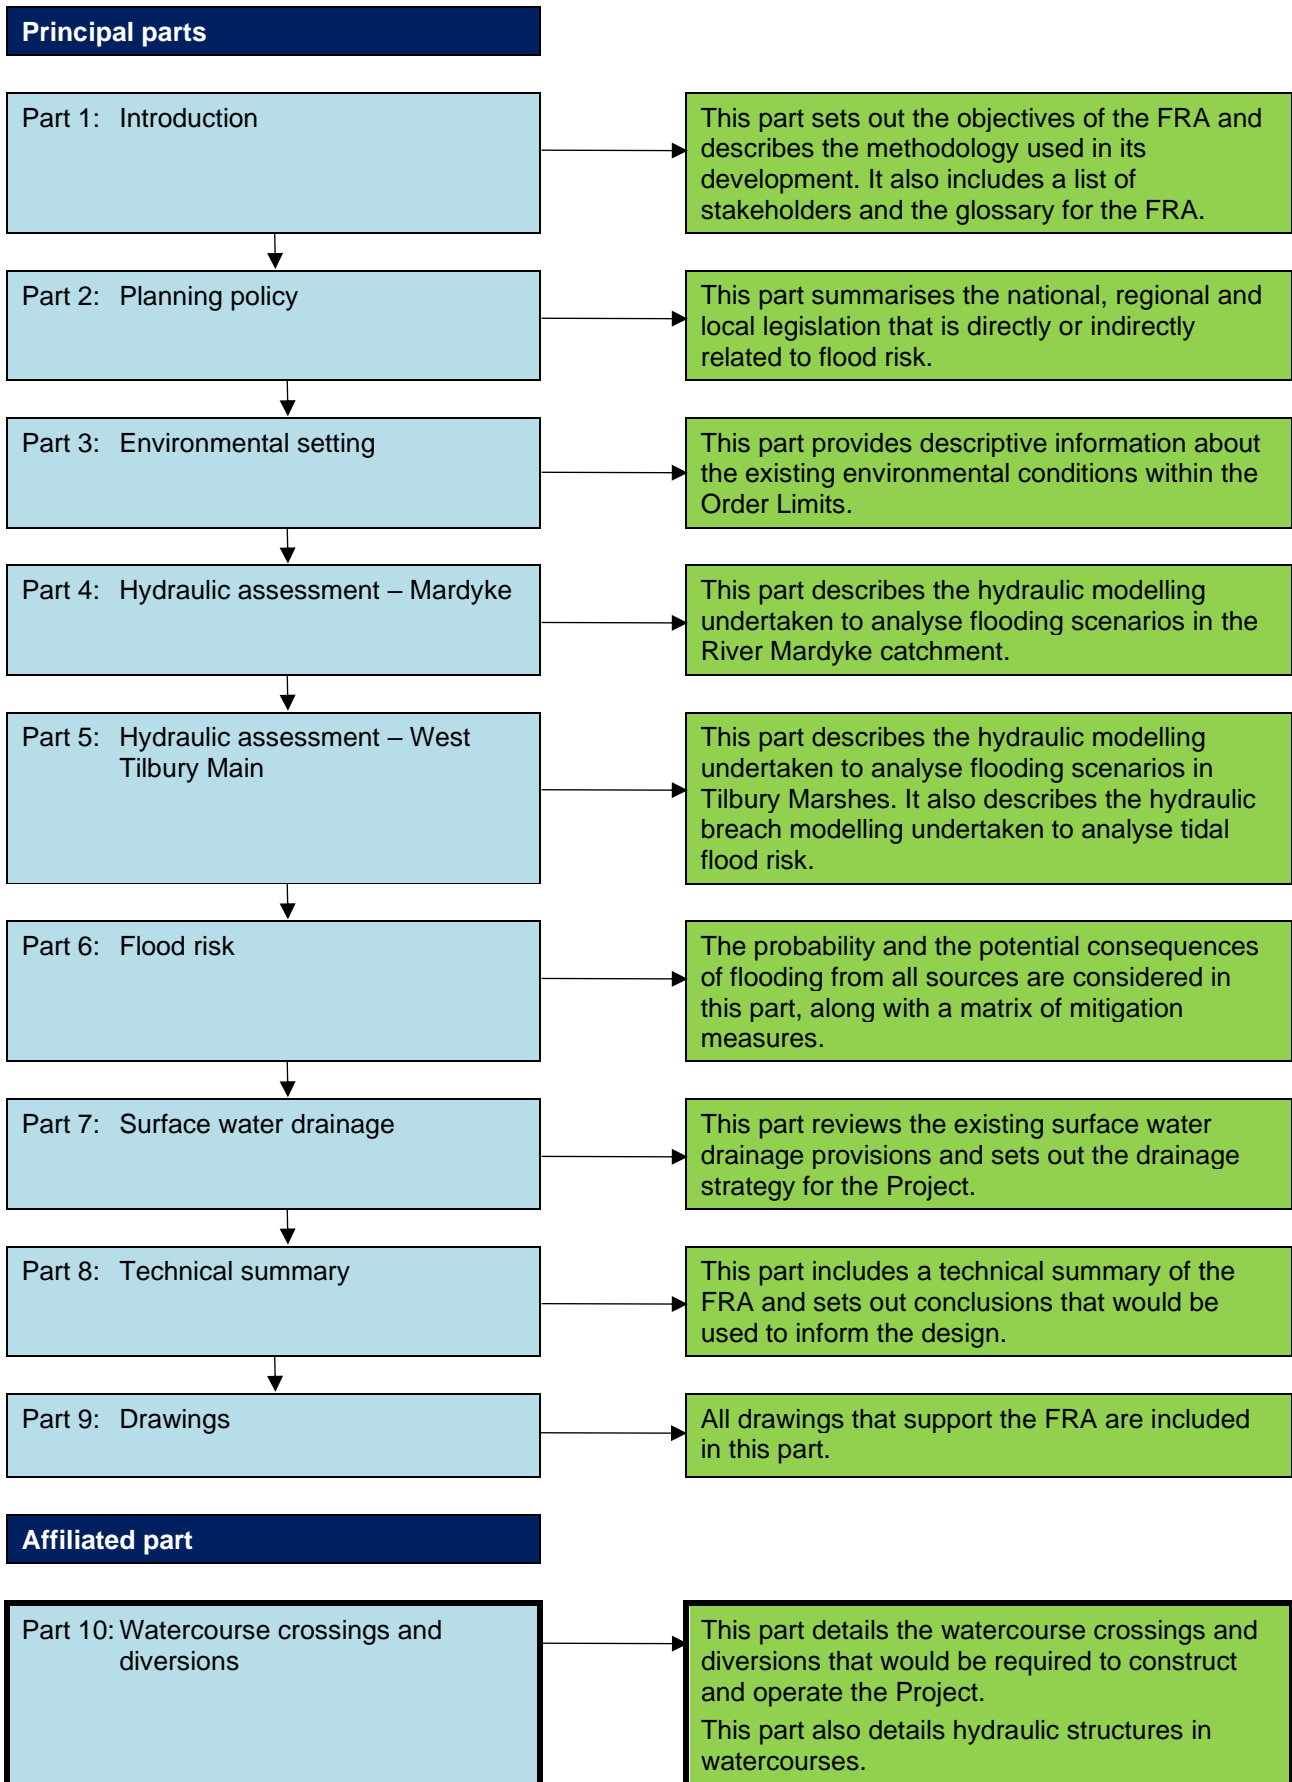 Principal parts
Part 1: Introduction
This part sets out the objectives of the FRA and
describes the methodology used in its
development. It also includes a list of
stakeholders and the glossary for the FRA.
Part 2: Planning policy
This part summarises the national, regional and
local legislation that is directly or indirectly
related to flood risk.
Part 3: Environmental setting
This part provides descriptive information about
the existing environmental conditions within the
Order Limits.
Part 4: Hydraulic assessment – Mardyke
This part describes the hydraulic modelling
undertaken to analyse flooding scenarios in the
River Mardyke catchment.
Part 5: Hydraulic assessment – West
Tilbury Main
This part describes the hydraulic modelling
undertaken to analyse flooding scenarios in
Tilbury Marshes. It also describes the hydraulic
breach modelling undertaken to analyse tidal
flood risk.
Part 6: Flood risk
The probability and the potential consequences
of flooding from all sources are considered in
this part, along with a matrix of mitigation
measures.
Part 7: Surface water drainage
This part reviews the existing surface water
drainage provisions and sets out the drainage
strategy for the Project.
Part 8: Technical summary
This part includes a technical summary of the
FRA and sets out conclusions that would be
used to inform the design.
Part 9: Drawings
All drawings that support the FRA are included
in this part.
Affiliated part
Part 10: Watercourse crossings and
diversions
This part details the watercourse crossings and
diversions that would be required to construct
and operate the Project.
This part also details hydraulic structures in
watercourses.